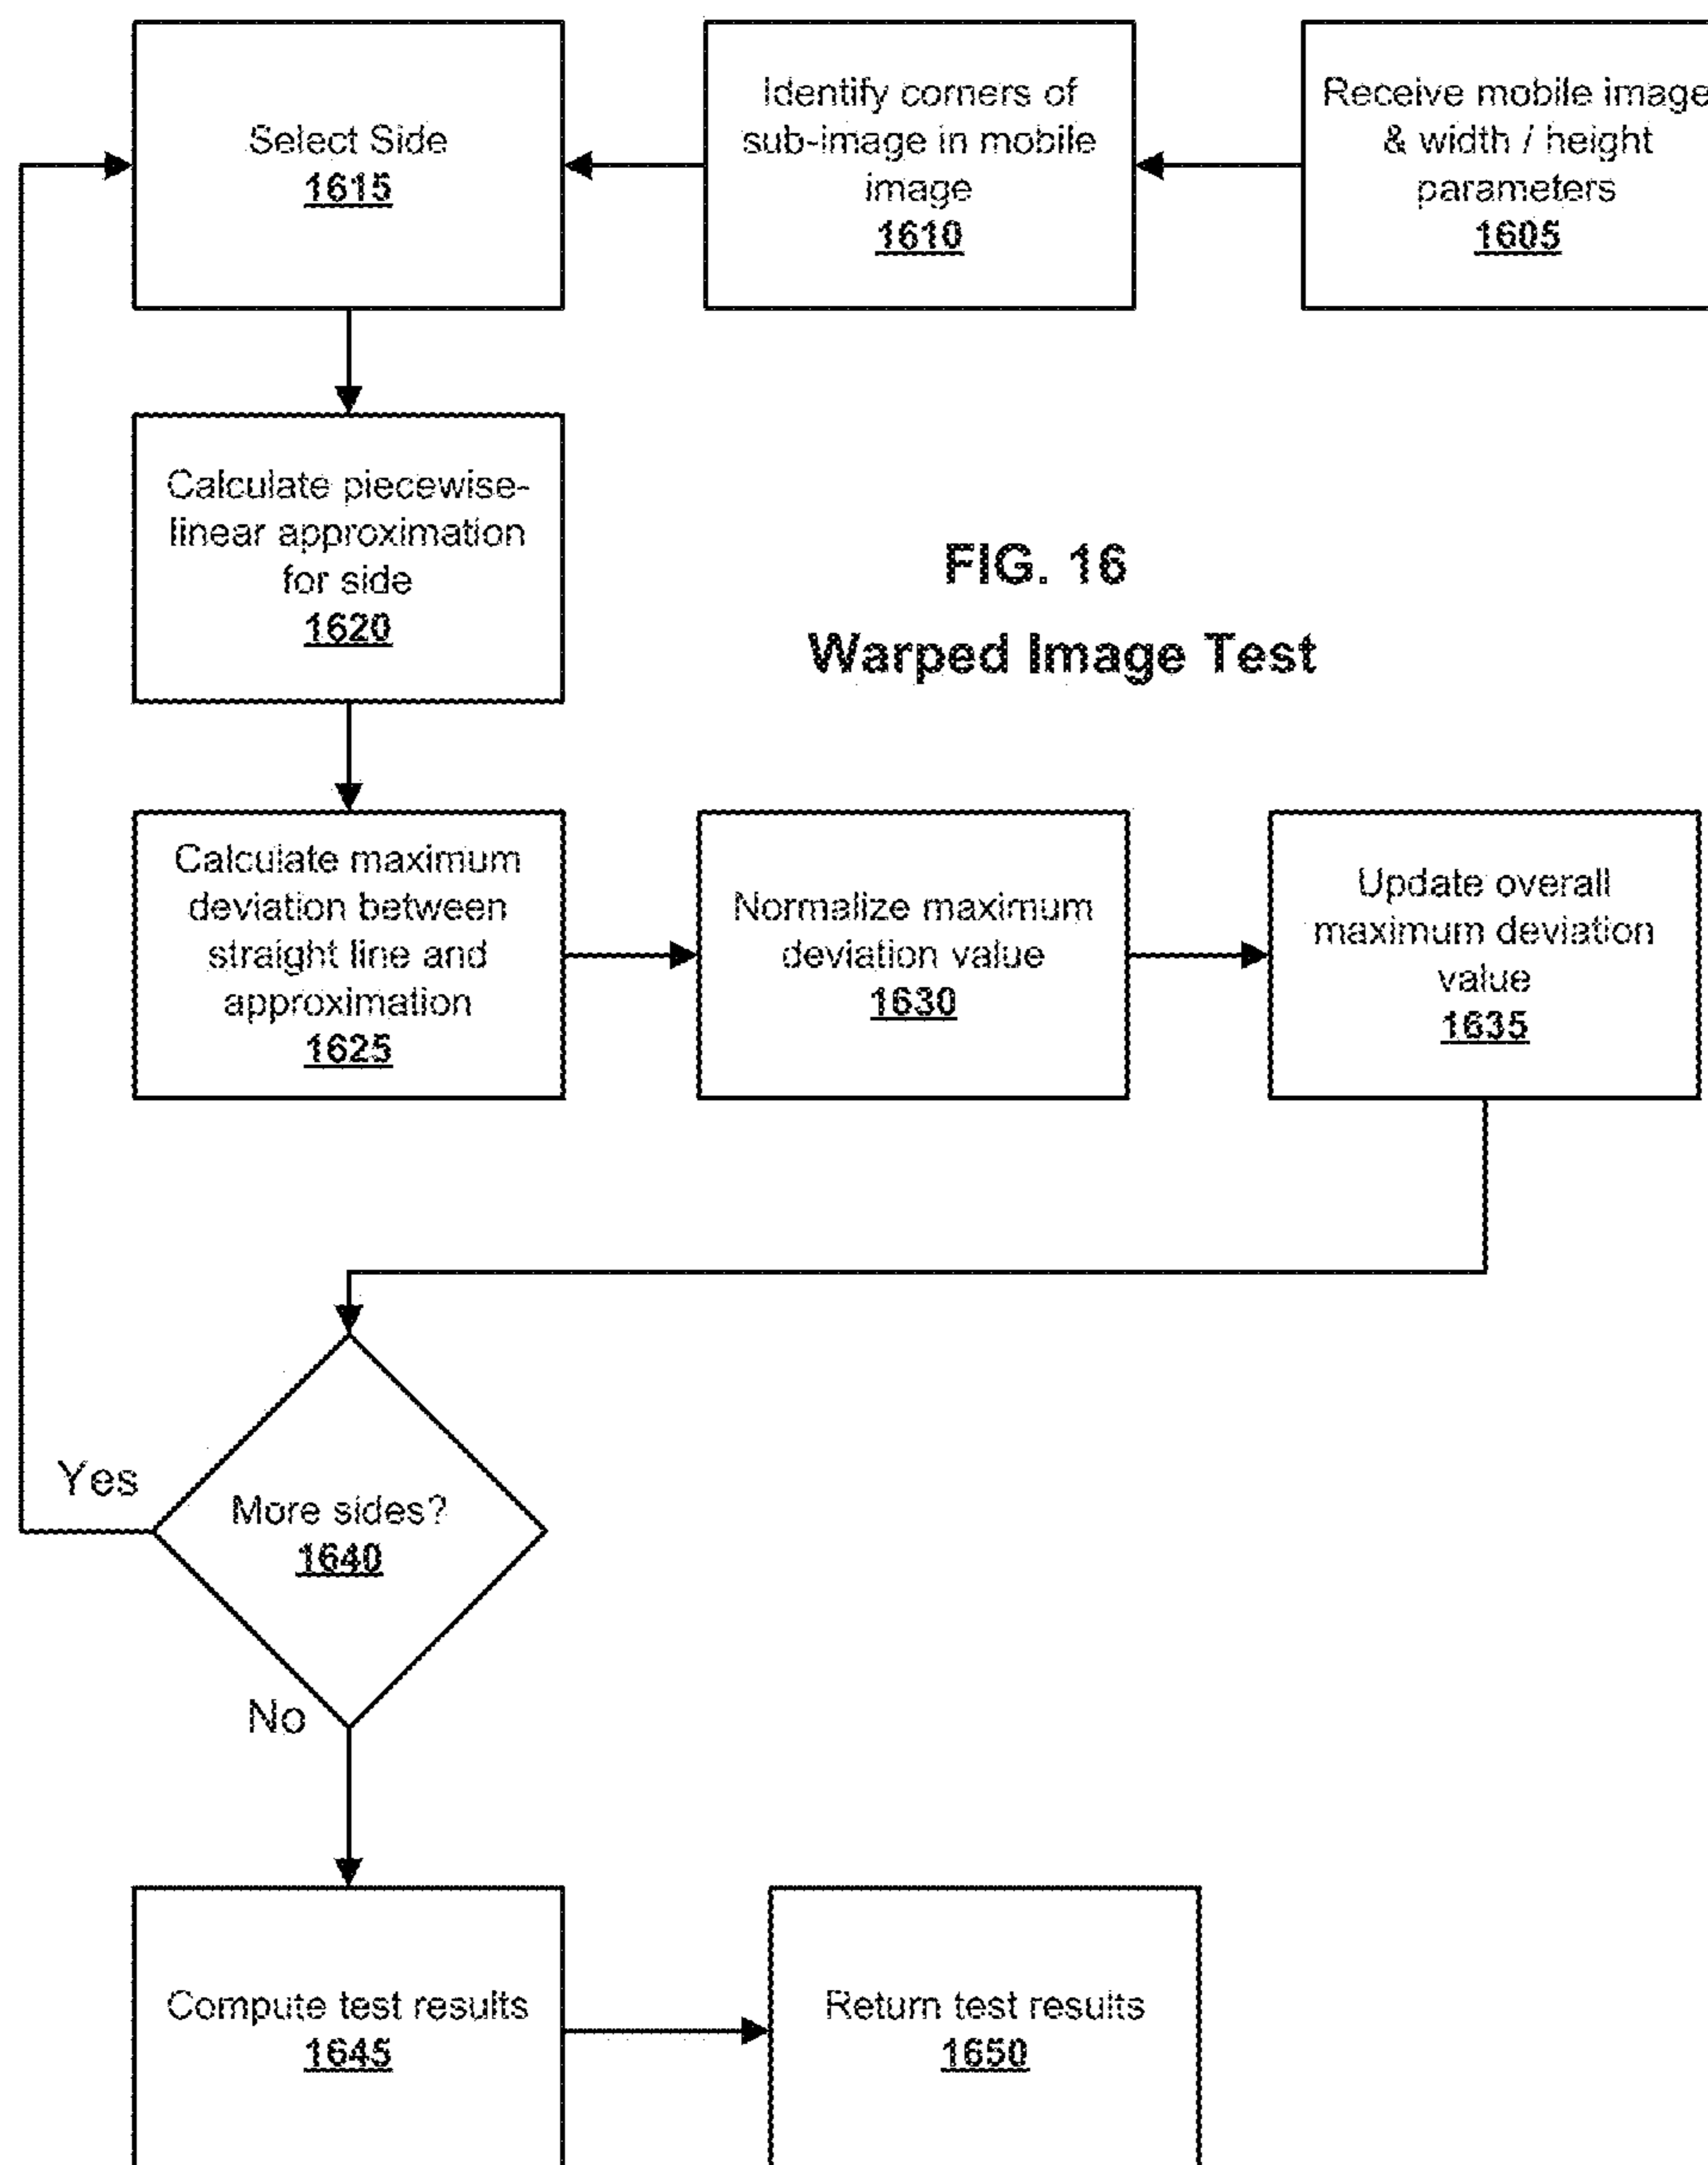 Receive mobile image
& width / height
parameters
1605
Identify corners of
sub-image in mobile
image
1610
Select Side
1615
Calculate piecewise-
linear approximation
for side
1620
FIG. 16
Warped Image Test
Calculate maximum
deviation between
straight line and
approximation
1625
Normalize maximum
deviation value
1630
Update overall
maximum deviation
value
1635
More sides?
1640
Yes
No
Compute test results
1645
Return test results
1650